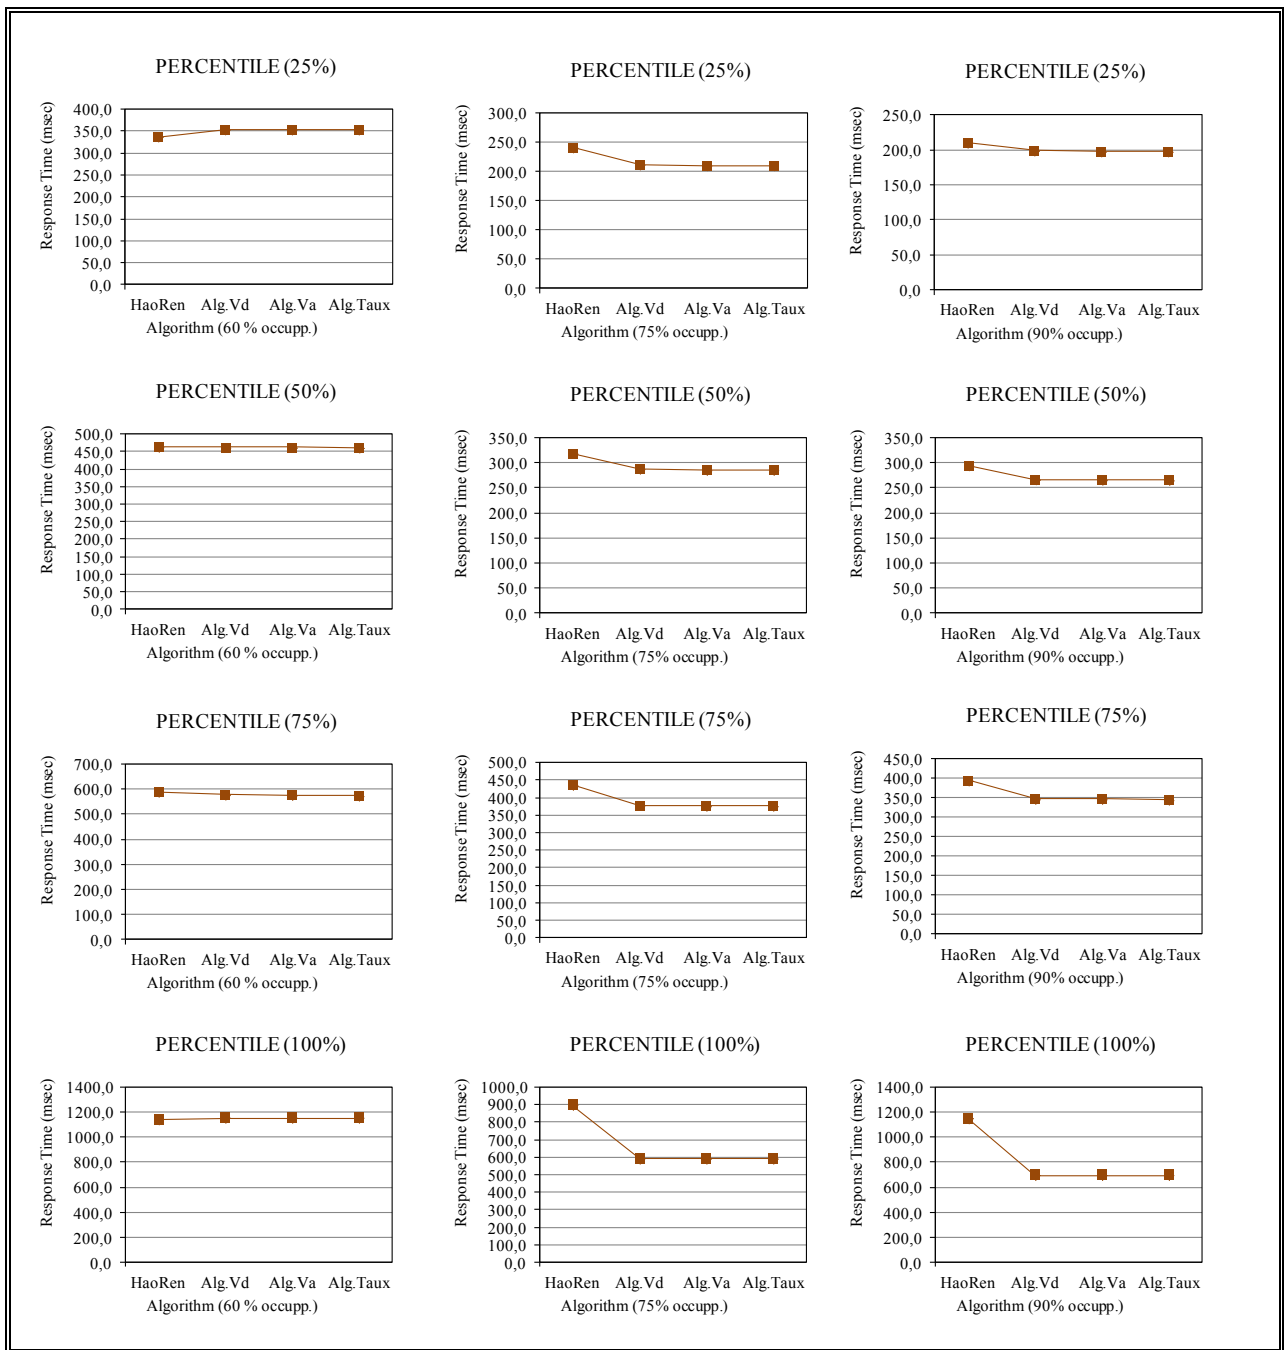 PERCENTILE (25%)
Response Time (msec)
400,0
350,0
300,0
250,0
200,0
150,0
100,0
50,0
0,0
HaoRen Alg.Vd Alg.Va Alg.Taux
Algorithm (60 % occupp.)
PERCENTILE (25%)
Response Time (msec)
300,0
250,0
200,0
150,0
100,0
50,0
0,0
HaoRen Alg.Vd Alg.Va Alg.Taux
Algorithm (75% occupp.)
PERCENTILE (25%)
Response Time (msec)
250,0
200,0
150,0
100,0
50,0
0,0
HaoRen Alg.Vd Alg.Va Alg.Taux
Algorithm (90% occupp.)
PERCENTILE (50%)
Response Time (msec)
500,0
450,0
400,0
350,0
300,0
250,0
200,0
150,0
100,0
50,0
0,0
HaoRen Alg.Vd Alg.Va Alg.Taux
Algorithm (60 % occupp.)
PERCENTILE (50%)
Response Time (msec)
350,0
300,0
250,0
200,0
150,0
100,0
50,0
0,0
HaoRen Alg.Vd Alg.Va Alg.Taux
Algorithm (75% occupp.)
PERCENTILE (50%)
Response Time (msec)
350,0
300,0
250,0
200,0
150,0
100,0
50,0
0,0
HaoRen Alg.Vd Alg.Va Alg.Taux
Algorithm (90% occupp.)
PERCENTILE (75%)
Response Time (msec)
700,0
600,0
500,0
400,0
300,0
200,0
100,0
0,0
HaoRen Alg.Vd Alg.Va Alg.Taux
Algorithm (60 % occupp.)
PERCENTILE (75%)
Response Time (msec)
500,0
450,0
400,0
350,0
300,0
250,0
200,0
150,0
100,0
50,0
0,0
HaoRen Alg.Vd Alg.Va Alg.Taux
Algorithm (75% occupp.)
PERCENTILE (75%)
Response Time (msec)
450,0
400,0
350,0
300,0
250,0
200,0
150,0
100,0
50,0
0,0
HaoRen Alg.Vd Alg.Va Alg.Taux
Algorithm (90% occupp.)
PERCENTILE (100%)
Response Time (msec)
1400,0
1200,0
1000,0
800,0
600,0
400,0
200,0
0,0
HaoRen Alg.Vd Alg.Va Alg.Taux
Algorithm (60 % occupp.)
PERCENTILE (100%)
Response Time (msec)
1000,0
900,0
800,0
700,0
600,0
500,0
400,0
300,0
200,0
100,0
0,0
HaoRen Alg.Vd Alg.Va Alg.Taux
Algorithm (75% occupp.)
PERCENTILE (100%)
Response Time (msec)
1400,0
1200,0
1000,0
800,0
600,0
400,0
200,0
0,0
HaoRen Alg.Vd Alg.Va Alg.Taux
Algorithm (90% occupp.)